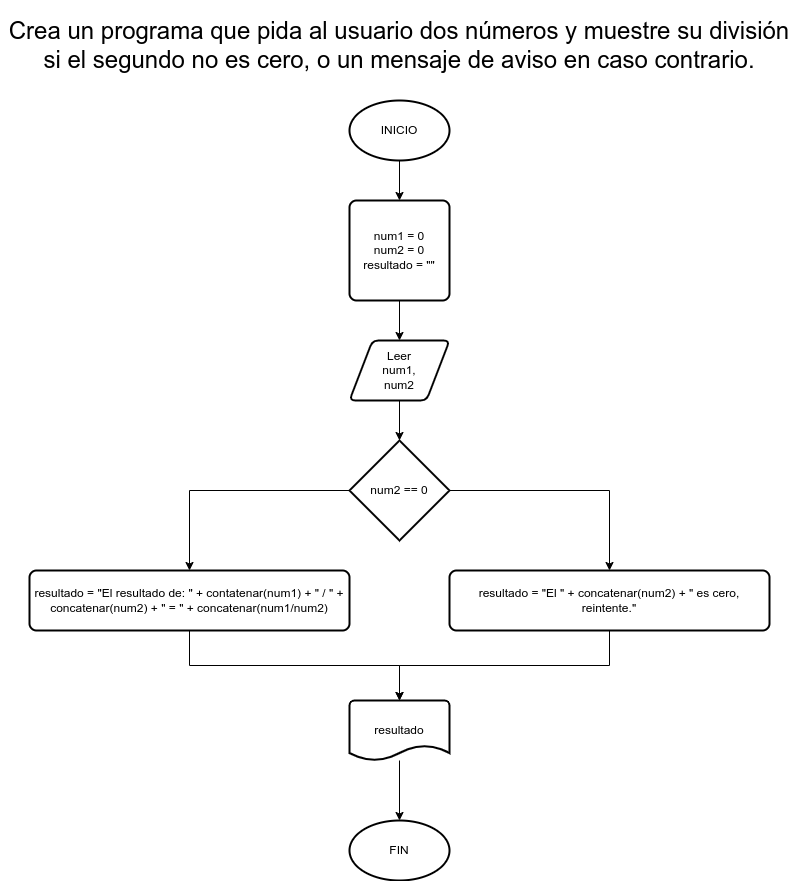 Crea un programa que pida al usuario dos números y muestre su división
si el segundo no es cero, o un mensaje de aviso en caso contrario.
INICIO
num1 = 0
num2 = 0
resultado = ""
Leer
num1,
num2
num2 == 0
resultado = "El resultado de: " + contatenar(num1) + " / " +
concatenar(num2) + " = " + concatenar(num1/num2)
resultado = "El " + concatenar(num2) + " es cero,
reintente."
resultado
FIN